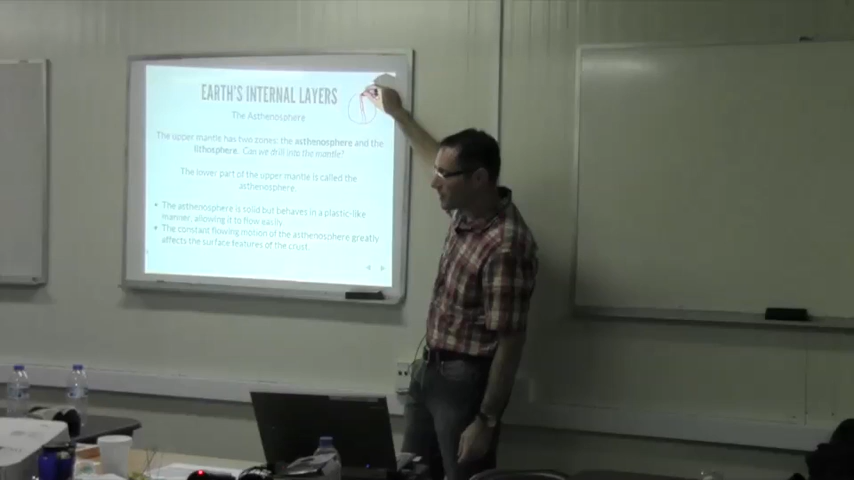 EARTH'S INTERNAL LAYERS
The Asthenosphere
The upper mantle has two zones: the asthenosphere and the
lithosphere. Can we drill into the mantle?
The lower part of the upper mantle is called the
asthenosphere.
• The asthenosphere is solid but behaves in a plastic-like
manner, allowing it to flow easily.
• The constant flowing motion of the asthenosphere greatly
affects the surface features of the crust